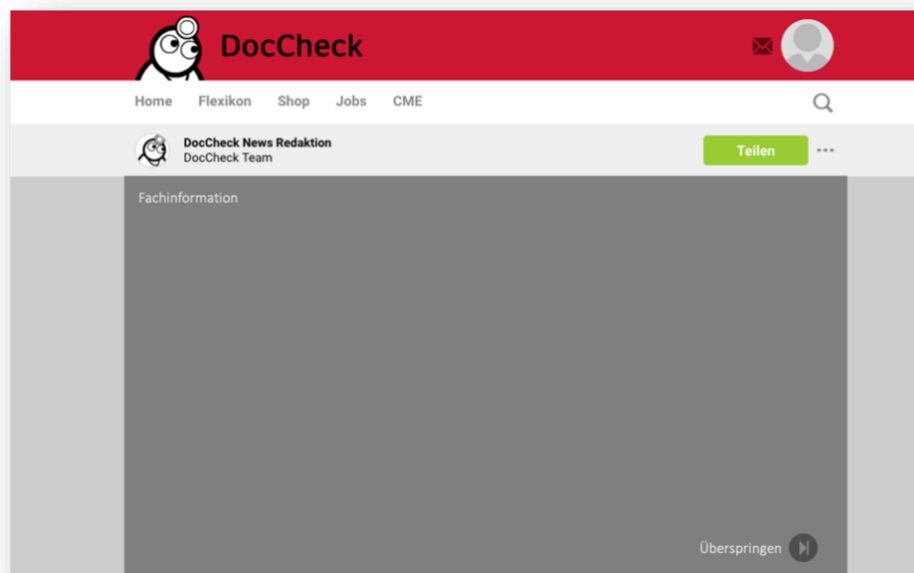 DocCheck
Home Flexikon Shop Jobs CME
DocCheck News Redaktion
DocCheck Team
Teilen
Fachinformation
Überspringen